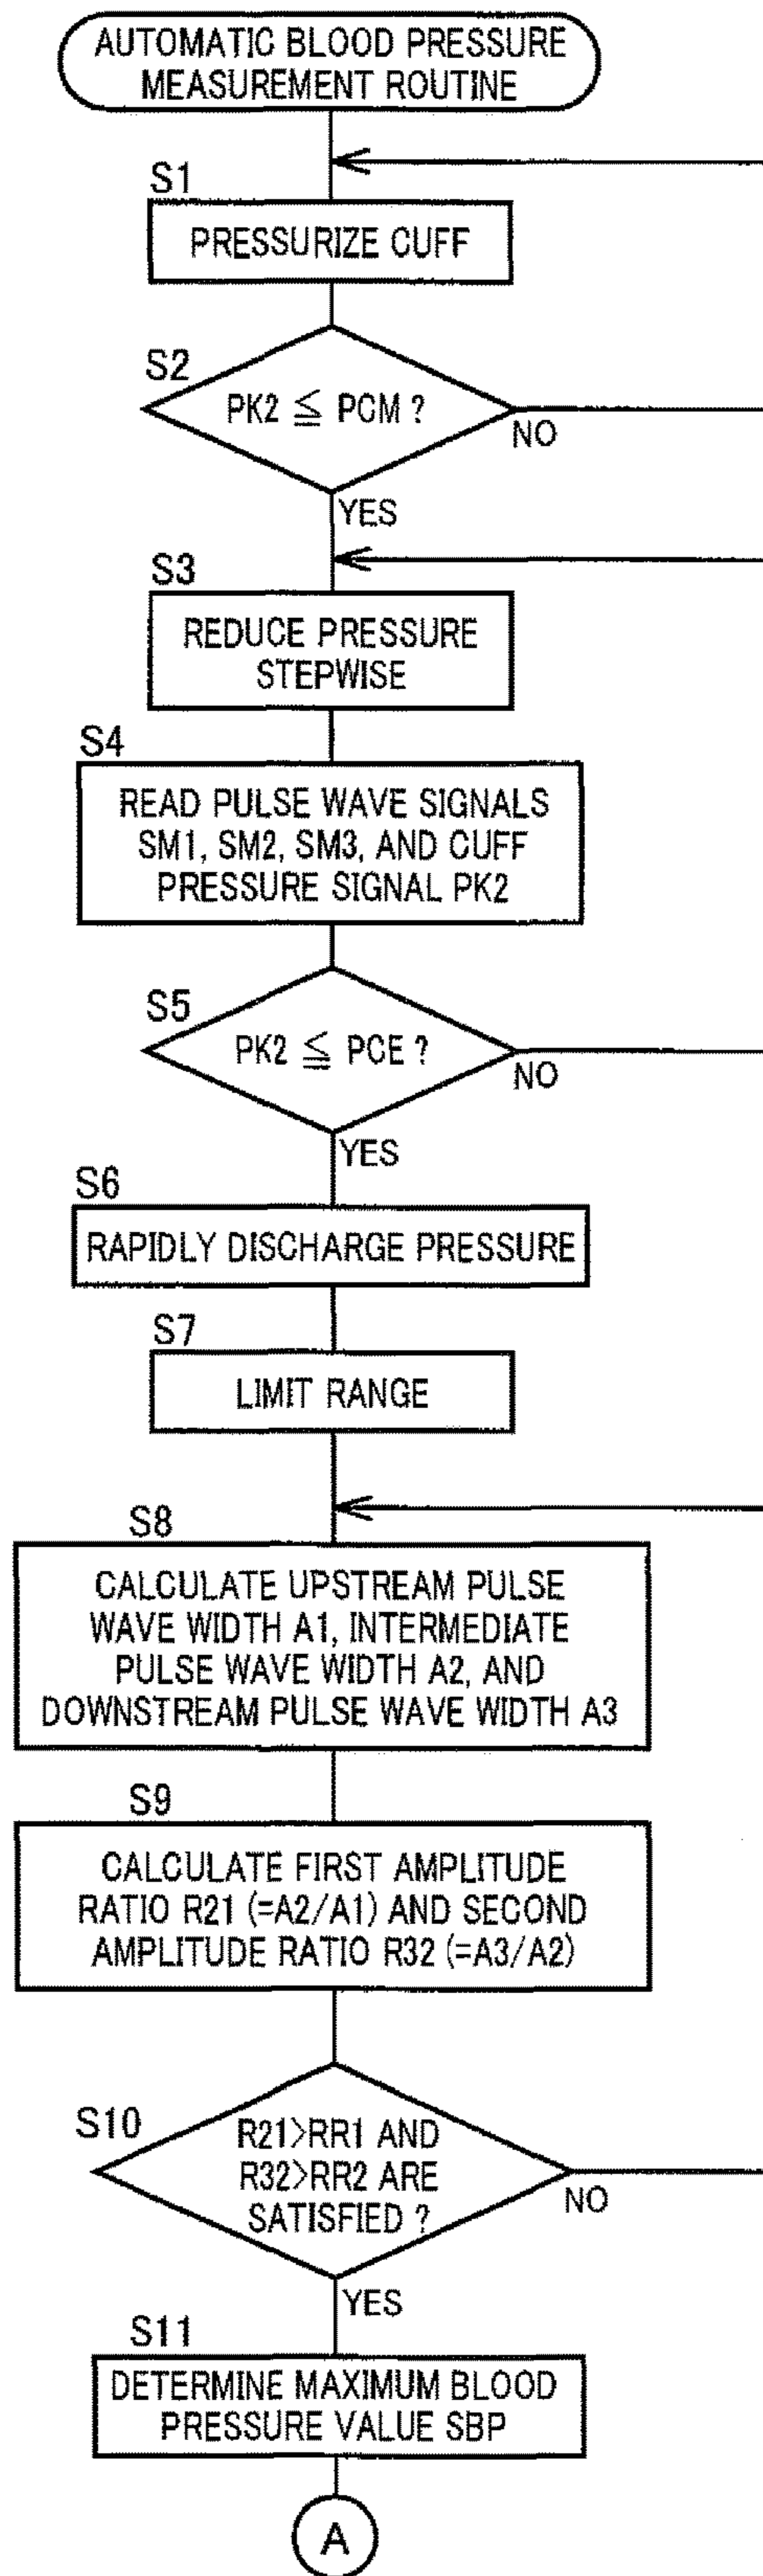 AUTOMATIC BLOOD PRESSURE
MEASUREMENT ROUTINE
S1
PRESSURIZE CUFF
S2
PK2 ≦ PCM ?
NO
YES
S3
REDUCE PRESSURE
STEPWISE
S4
READ PULSE WAVE SIGNALS
SM1, SM2, SM3, AND CUFF
PRESSURE SIGNAL PK2
S5
PK2 ≦ PCE ?
NO
YES
S6
RAPIDLY DISCHARGE PRESSURE
S7
LIMIT RANGE
S8
CALCULATE UPSTREAM PULSE
WAVE WIDTH A1, INTERMEDIATE
PULSE WAVE WIDTH A2, AND
DOWNSTREAM PULSE WAVE WIDTH A3
S9
CALCULATE FIRST AMPLITUDE
RATIO R21 (=A2/A1) AND SECOND
AMPLITUDE RATIO R32 (=A3/A2)
S10
R21>RR1 AND
R32>RR2 ARE
SATISFIED ?
NO
YES
S11
DETERMINE MAXIMUM BLOOD
PRESSURE VALUE SBP
A